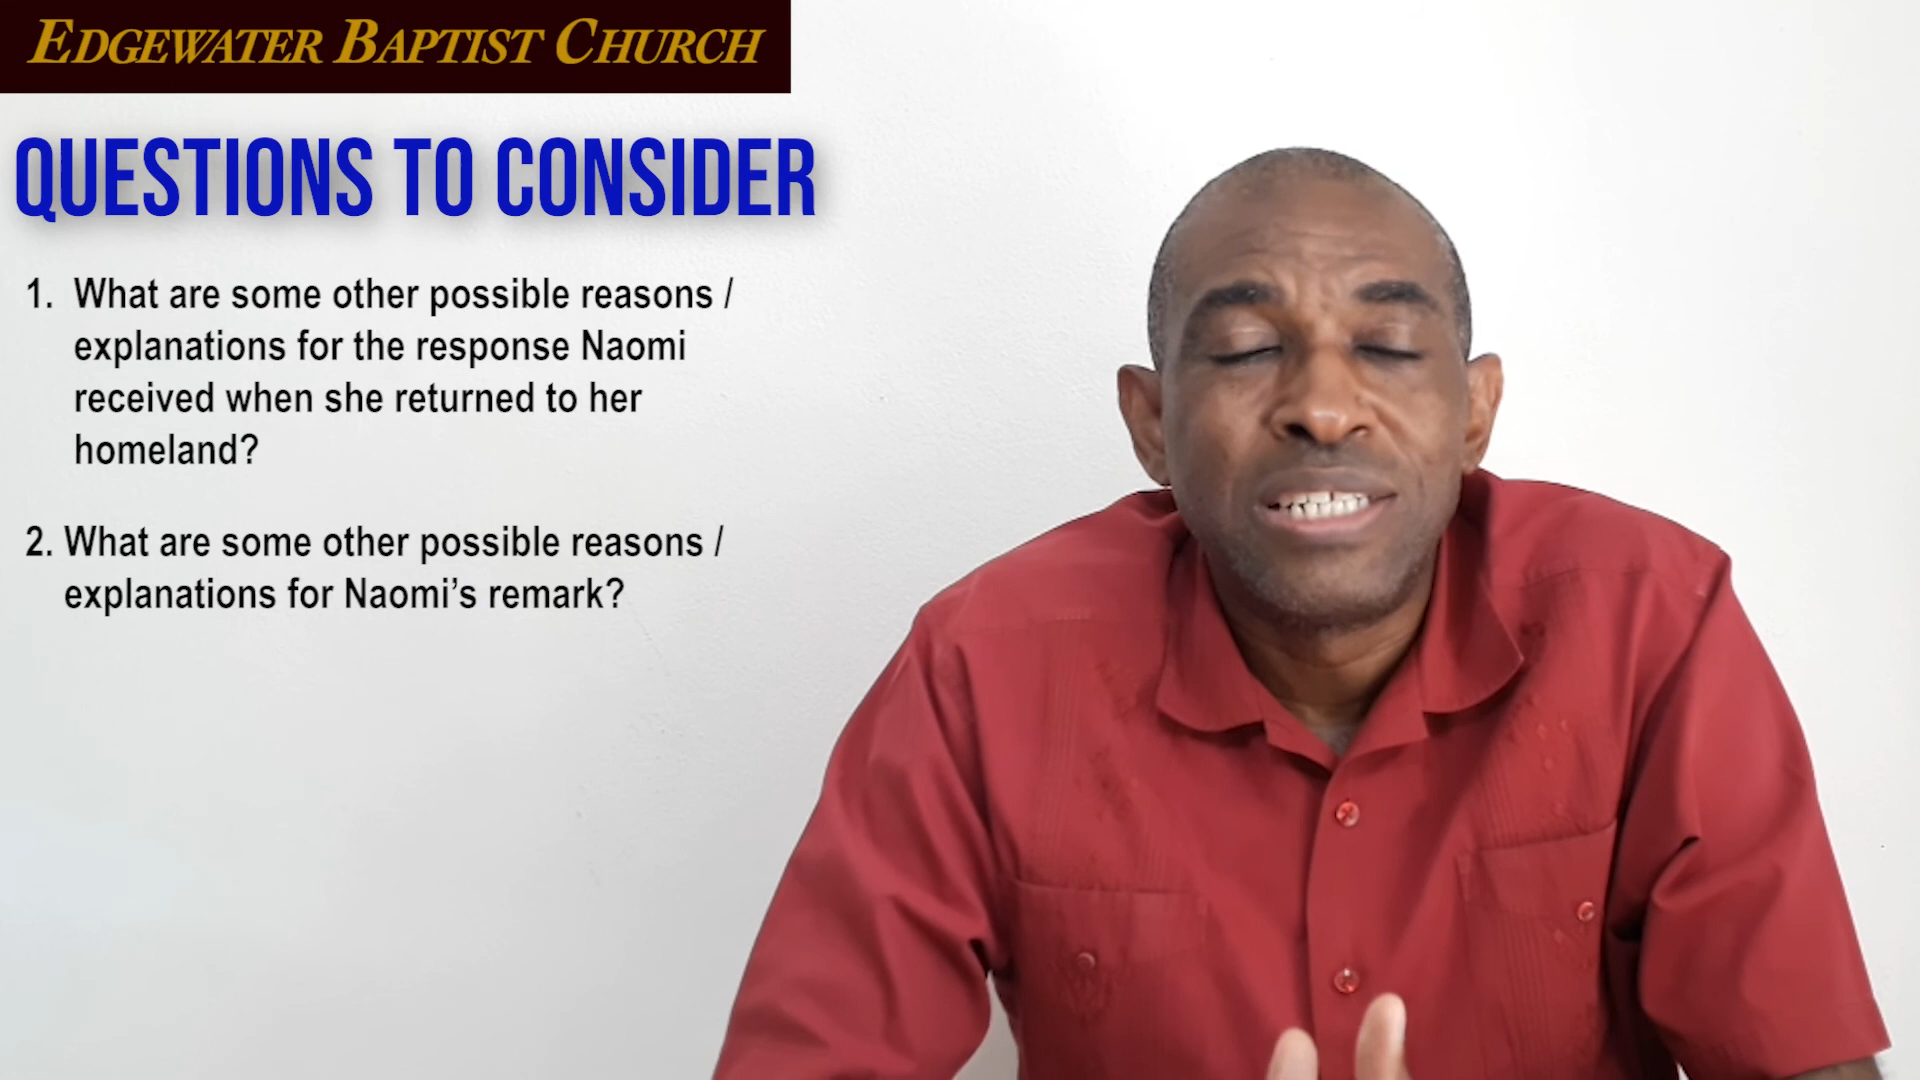 EDGEWATER BAPTIST CHURCH
QUESTIONS TO CONSIDER
1. What are some other possible reasons /
explanations for the response Naomi
received when she returned to her
homeland?
2. What are some other possible reasons /
explanations for Naomi’s remark?